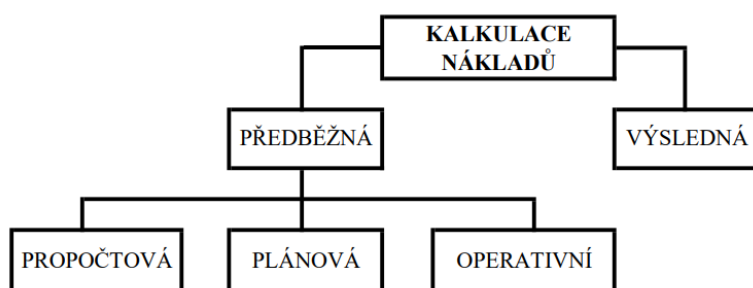 KALKULACE
NÁKLADŮ
PŘEDBĚŽNÁ
VÝSLEDNÁ
PROPOČTOVÁ
PLÁNOVÁ
OPERATIVNÍ